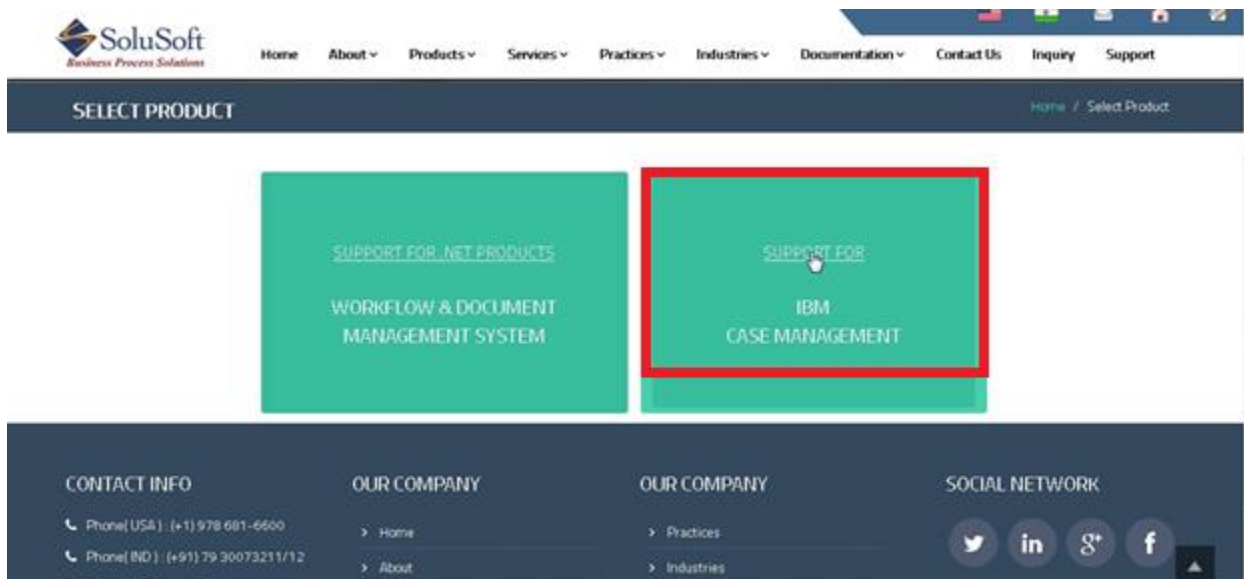 SoluSoft
Business Process Solutions
Home About Products Services Practices Industries Documentation Contact Us Inquiry Support
SELECT PRODUCT
Home / Select Product
SUPPORT FOR .NET PRODUCTS
WORKFLOW & DOCUMENT
MANAGEMENT SYSTEM
SUPPORT FOR
IBM
CASE MANAGEMENT
CONTACT INFO
Phone( USA ) : (+1) 978 681-6600
Phone( IND ) : (+91) 79 30073211/12
OUR COMPANY
> Home
> About
OUR COMPANY
> Practices
> Industries
SOCIAL NETWORK
in 8+ f